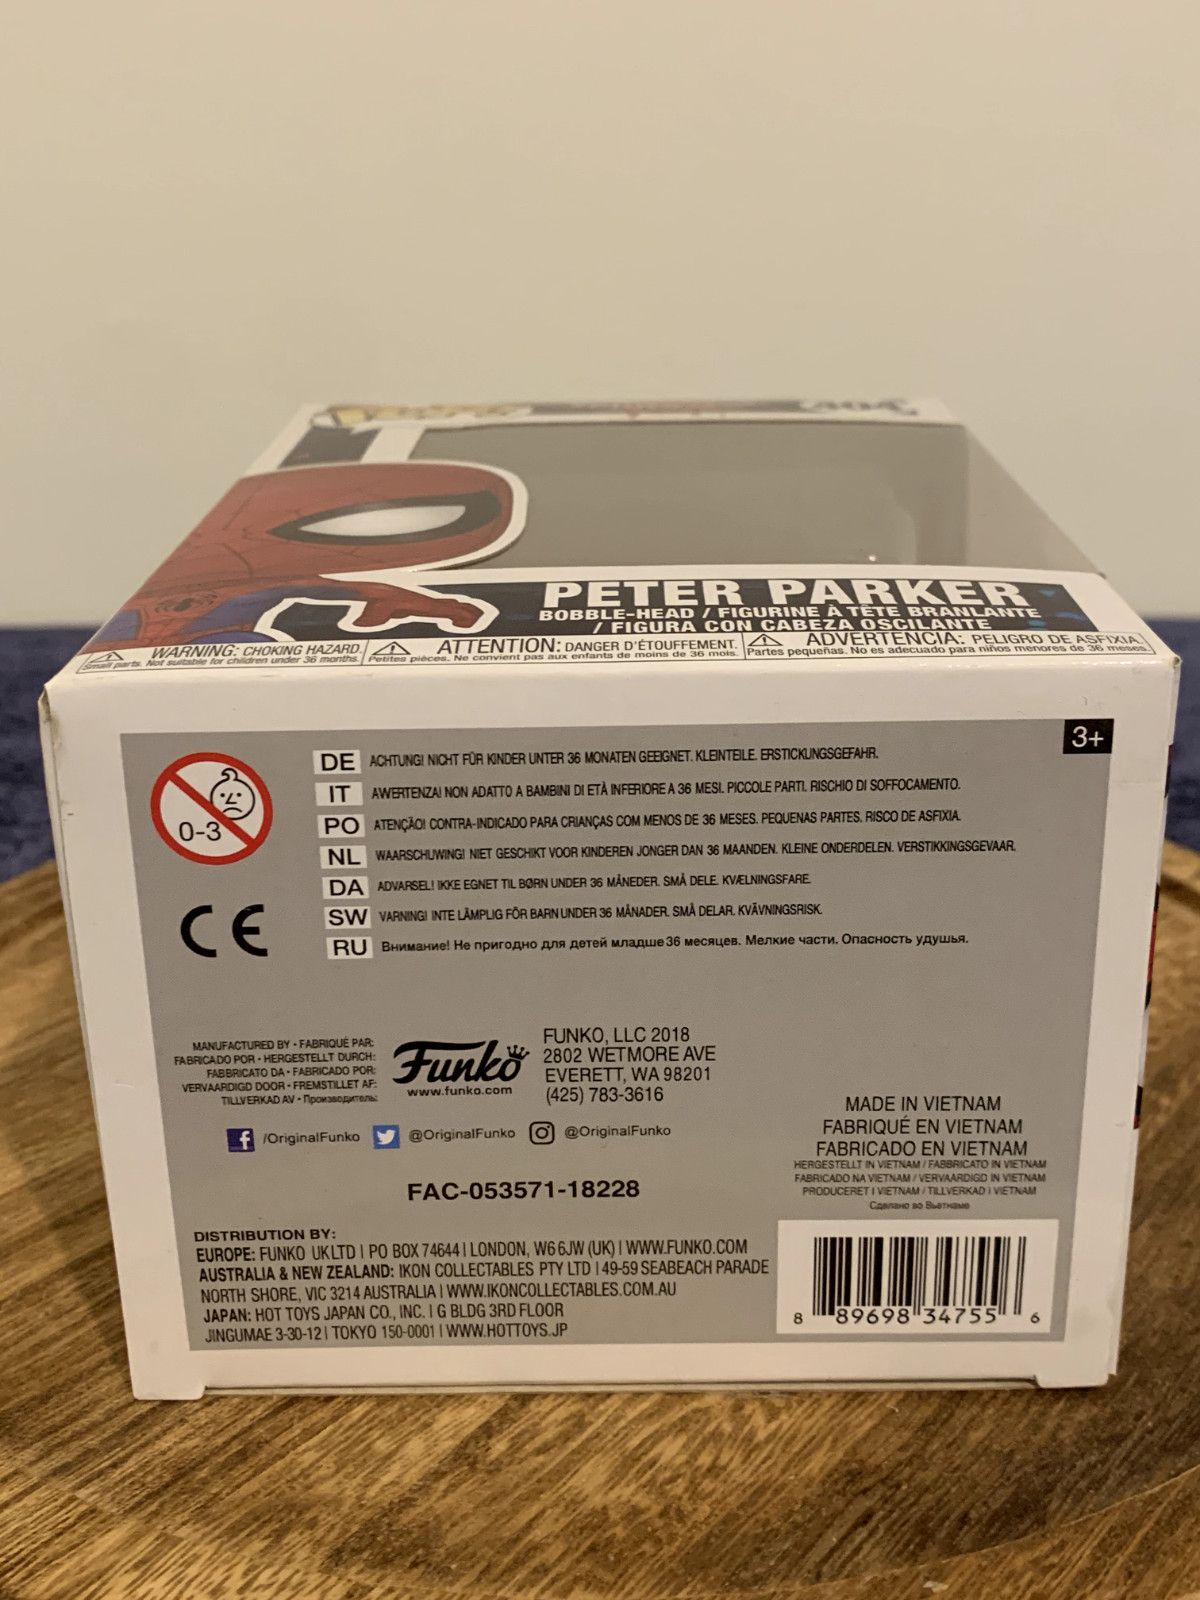 404
PETER PARKER
BOBBLE-HEAD / FIGURINE À TÊTE BRANLANTE
/ FIGURA CON CABEZA OSCILANTE
WARNING: CHOKING HAZARD.
Small parts. Not suitable for children under 36 months.
ATTENTION: DANGER D'ÉTOUFFEMENT.
Petites pièces. Ne convient pas aux enfants de moins de 36 mois.
ADVERTENCIA: PELIGRO DE ASFIXIA.
Partes pequeñas. No es adecuado para niños menores de 36 meses.
3+
0-3
DE ACHTUNG! NICHT FÜR KINDER UNTER 36 MONATEN GEEIGNET. KLEINTEILE. ERSTICKUNGSGEFAHR.
IT AWERTENZA! NON ADATTO A BAMBINI DI ETÀ INFERIORE A 36 MESI. PICCOLE PARTI. RISCHIO DI SOFFOCAMENTO.
PO ATENÇÃO! CONTRA-INDICADO PARA CRIANÇAS COM MENOS DE 36 MESES. PEQUENAS PARTES. RISCO DE ASFIXIA.
NL WAARSCHUWING! NIET GESCHIKT VOOR KINDEREN JONGER DAN 36 MAANDEN. KLEINE ONDERDELEN. VERSTIKKINGSGEVAAR.
DA ADVARSEL! IKKE EGNET TIL BØRN UNDER 36 MÅNEDER. SMÅ DELE. KVÆLNINGSFARE.
SW VARNING! INTE LÄMPLIG FÖR BARN UNDER 36 MÅNADER. SMÅ DELAR. KVÄVNINGSRISK.
RU Внимание! Не пригодно для детей младше 36 месяцев. Мелкие части. Опасность удушья.
CE
MANUFACTURED BY • FABRIQUÉ PAR:
FABRICADO POR • HERGESTELLT DURCH:
FABBRICATO DA • FABRICADO POR:
VERVAARDIGD DOOR • FREMSTILLET AF:
TILLVERKAD AV • Производитель:
Funko
www.funko.com
FUNKO, LLC 2018
2802 WETMORE AVE
EVERETT, WA 98201
(425) 783-3616
/OriginalFunko @OriginalFunko @OriginalFunko
FAC-053571-18228
MADE IN VIETNAM
FABRIQUÉ EN VIETNAM
FABRICADO EN VIETNAM
HERGESTELLT IN VIETNAM / FABBRICATO IN VIETNAM
FABRICADO NA VIETNAM / VERVAARDIGD IN VIETNAM
PRODUCERET I VIETNAM / TILLVERKAD I VIETNAM
Сделано во Вьетнаме
DISTRIBUTION BY:
EUROPE: FUNKO UK LTD | PO BOX 74644 | LONDON, W6 6JW (UK) | WWW.FUNKO.COM
AUSTRALIA & NEW ZEALAND: IKON COLLECTABLES PTY LTD | 49-59 SEABEACH PARADE
NORTH SHORE, VIC 3214 AUSTRALIA | WWW.IKONCOLLECTABLES.COM.AU
JAPAN: HOT TOYS JAPAN CO., INC. | G BLDG 3RD FLOOR
JINGUMAE 3-30-12 | TOKYO 150-0001 | WWW.HOTTOYS.JP
8 89698 34755 6